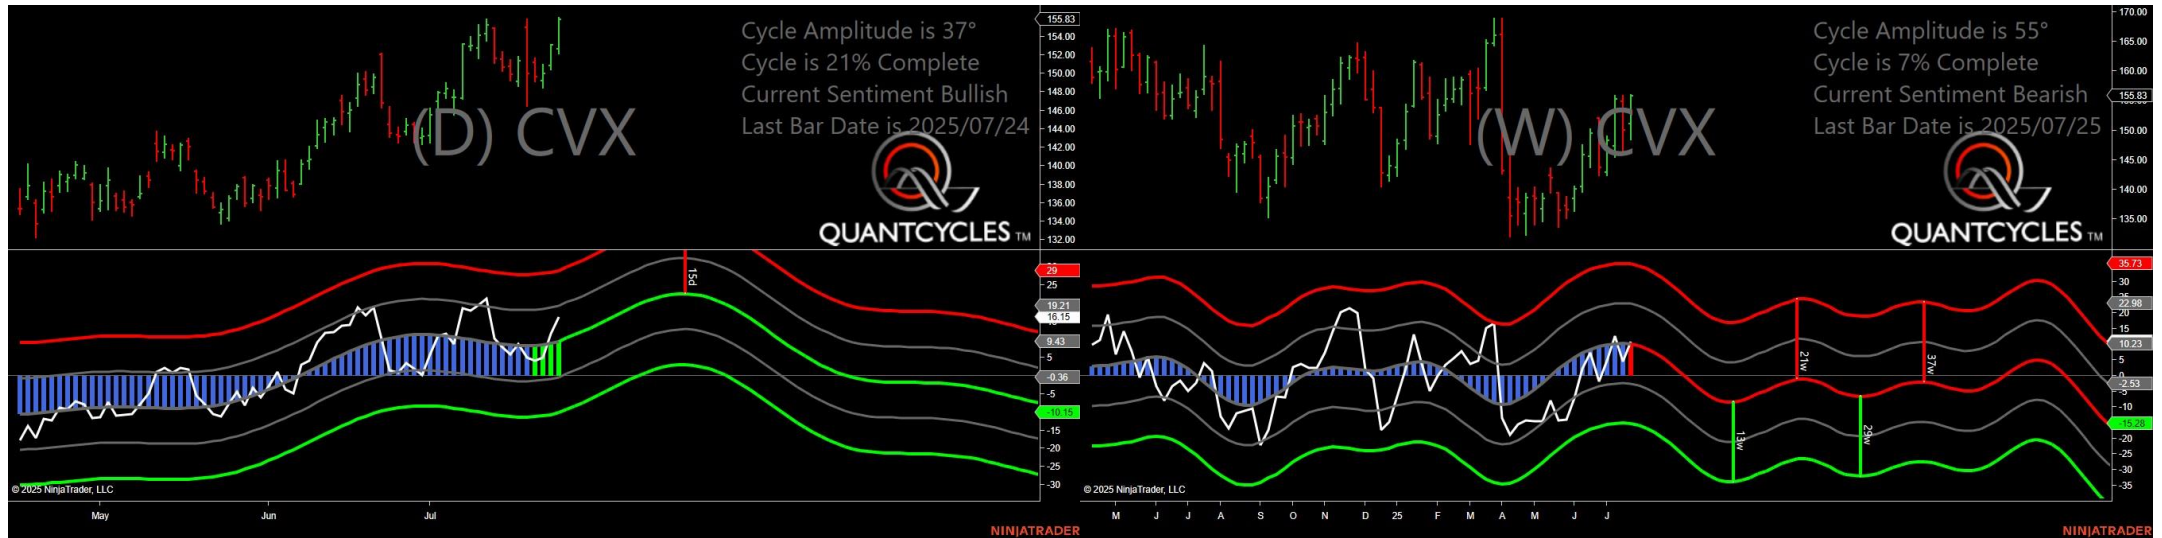 Cycle Amplitude is 37°
Cycle is 21% Complete
Current Sentiment Bullish
Last Bar Date is 2025/07/24
(D) CVX
QUANTCYCLES TM
155.83
154.00
152.00
150.00
148.00
146.00
144.00
142.00
140.00
138.00
136.00
134.00
132.00
15d
29
25
19.21
16.15
9.43
5
-0.36
-5
-10.15
-15
-20
-25
-30
© 2025 NinjaTrader, LLC
May
Jun
Jul
NINJATRADER
Cycle Amplitude is 55°
Cycle is 7% Complete
Current Sentiment Bearish
Last Bar Date is 2025/07/25
(W) CVX
QUANTCYCLES TM
170.00
165.00
160.00
155.83
150.00
145.00
140.00
135.00
21w
37w
13w
29w
35.73
30
22.98
20
15
10.23
5
0
-2.53
-5
-10
-15.28
-20
-25
-30
-35
© 2025 NinjaTrader, LLC
M
J
J
A
S
O
N
D
25
F
M
A
M
J
J
NINJATRADER